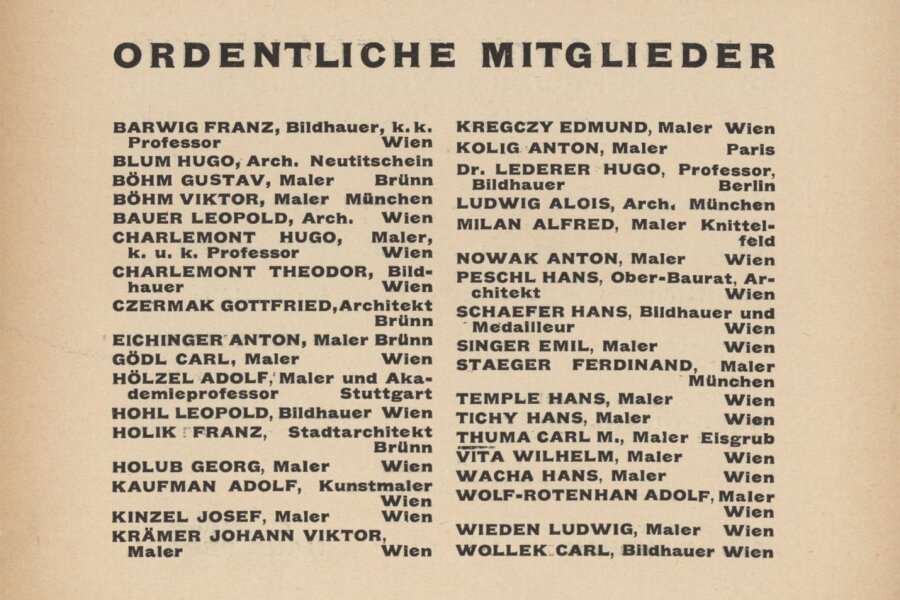 ORDENTLICHE MITGLIEDER
BARWIG FRANZ, Bildhauer, k. k.
Professor Wien
BLUM HUGO, Arch. Neutitschein
BÖHM GUSTAV, Maler Brünn
BÖHM VIKTOR, Maler München
BAUER LEOPOLD, Arch. Wien
CHARLEMONT HUGO, Maler,
k. u. k. Professor Wien
CHARLEMONT THEODOR, Bild-
hauer Wien
CZERMAK GOTTFRIED, Architekt
Brünn
EICHINGER ANTON, Maler Brünn
GÖDL CARL, Maler Wien
HÖLZEL ADOLF, Maler und Aka-
demieprofessor Stuttgart
HOHL LEOPOLD, Bildhauer Wien
HOLIK FRANZ, Stadtarchitekt
Brünn
HOLUB GEORG, Maler Wien
KAUFMAN ADOLF, Kunstmaler
Wien
KINZEL JOSEF, Maler Wien
KRÄMER JOHANN VIKTOR,
Maler Wien
KREGCZY EDMUND, Maler Wien
KOLIG ANTON, Maler Paris
Dr. LEDERER HUGO, Professor,
Bildhauer Berlin
LUDWIG ALOIS, Arch. München
MILAN ALFRED, Maler Knittel-
feld
NOWAK ANTON, Maler Wien
PESCHL HANS, Ober-Baurat, Ar-
chitekt Wien
SCHAEFER HANS, Bildhauer und
Medailleur Wien
SINGER EMIL, Maler Wien
STAEGER FERDINAND, Maler
München
TEMPLE HANS, Maler Wien
TICHY HANS, Maler Wien
THUMA CARL M., Maler Eisgrub
VITA WILHELM, Maler Wien
WACHA HANS, Maler Wien
WOLF-ROTENHAN ADOLF, Maler
Wien
WIEDEN LUDWIG, Maler Wien
WOLLEK CARL, Bildhauer Wien